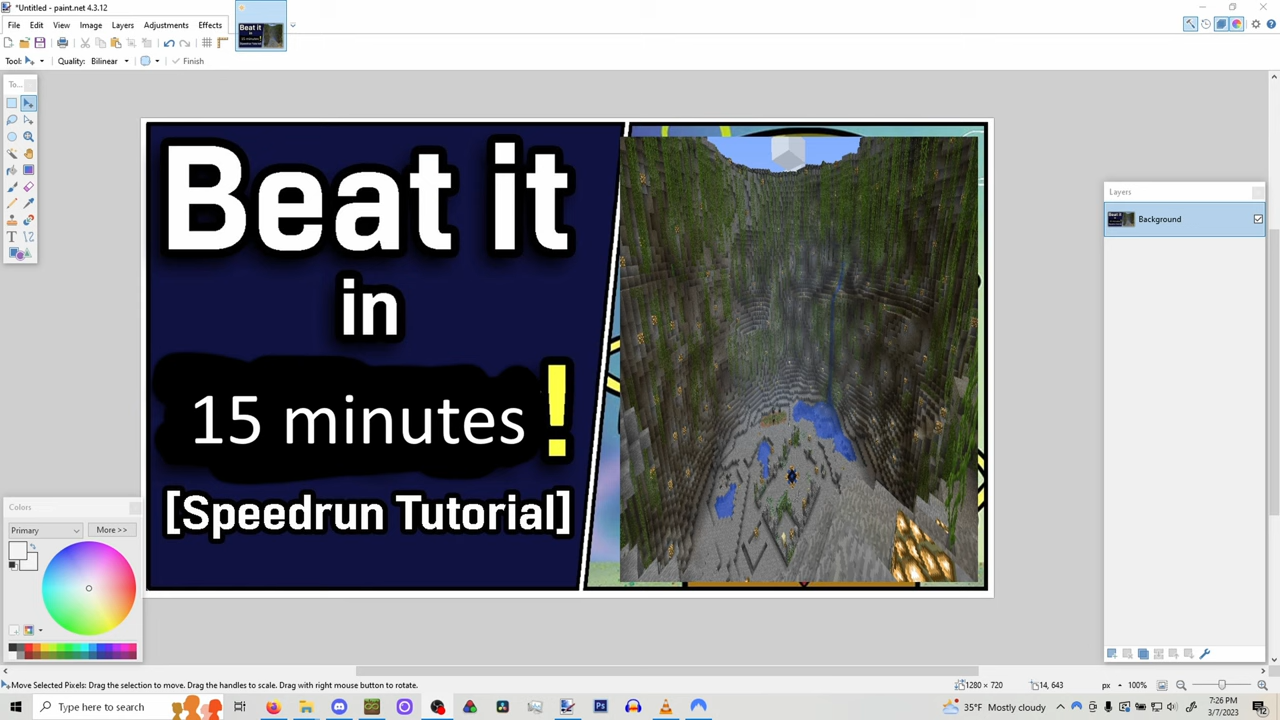 *Untitled - paint.net 4.3.12
File Edit View Image Layers Adjustments Effects
Tool: Quality: Bilinear Finish
To...
Beat it
in
15 minutes!
[Speedrun Tutorial]
Layers
Background
Colors
Primary More >>
Move Selected Pixels: Drag the selection to move. Drag the handles to scale. Drag with right mouse button to rotate. 1280 × 720 14, 643 px 100%
Type here to search 35°F Mostly cloudy 7:26 PM
3/7/2023